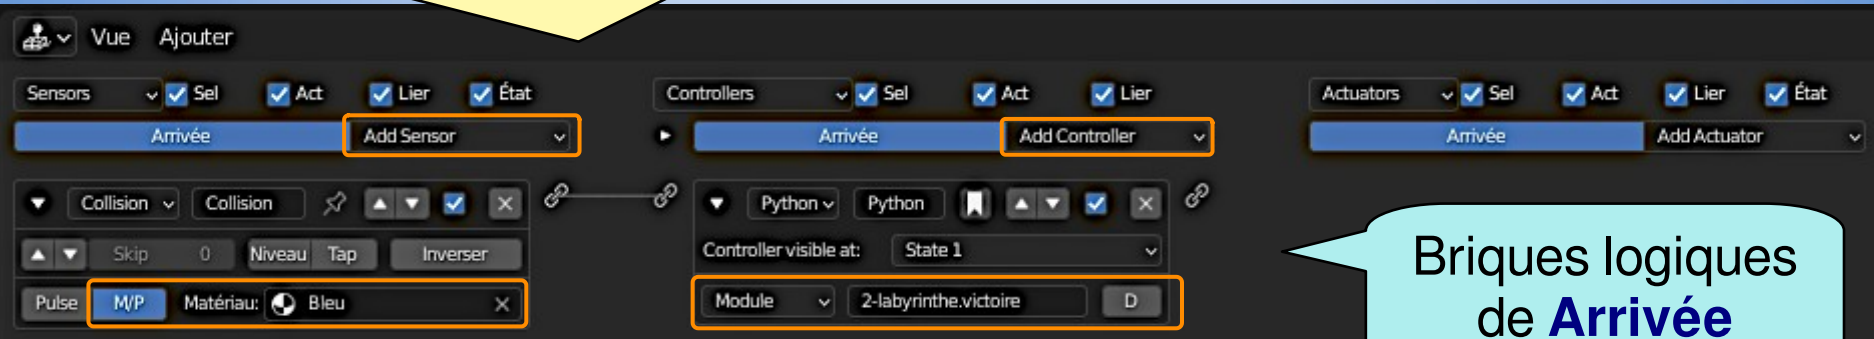 Vue Ajouter
Sensors Sel Act Lier État Controllers Sel Act Lier Actuators Sel Act Lier État
Arrivée Add Sensor Arrivée Add Controller Arrivée Add Actuator
Collision Collision Python Python
Skip 0 Niveau Tap Inverser Controller visible at: State 1
Pulse M/P Matériau: Bleu Module 2-labyrinthe.victoire D
Briques logiques
de Arrivée